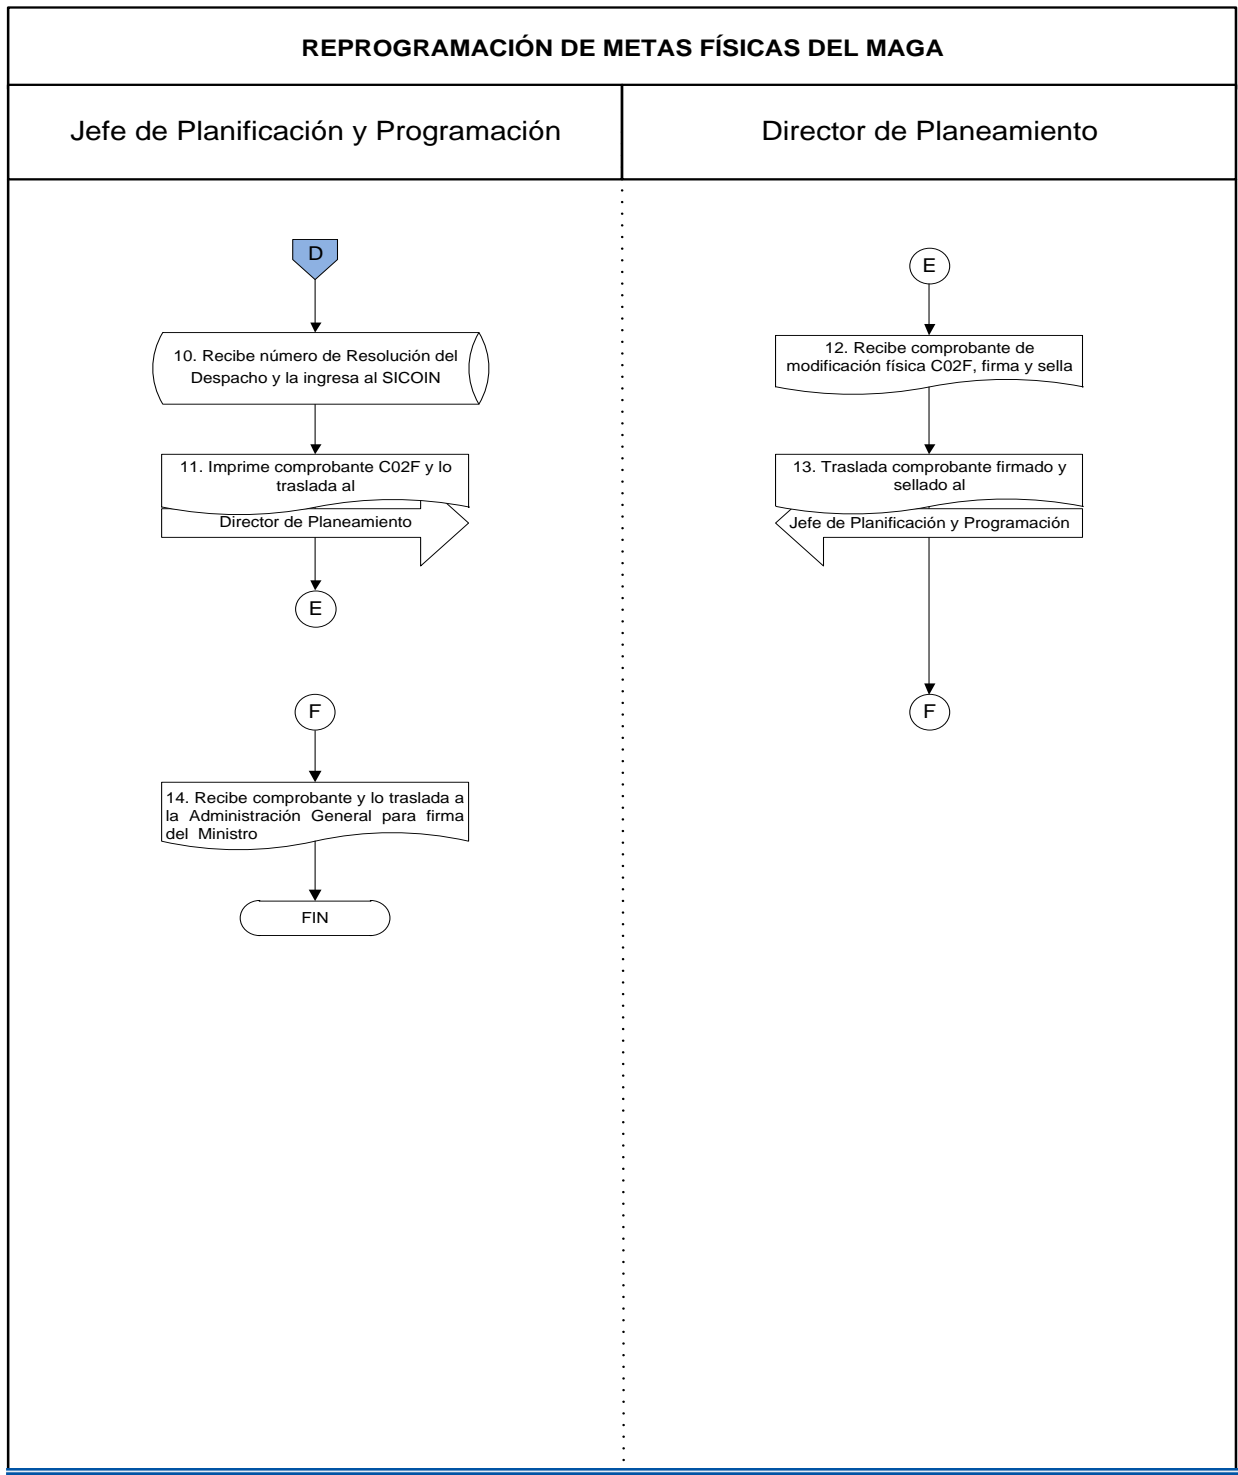 REPROGRAMACIÓN DE METAS FÍSICAS DEL MAGA
Jefe de Planificación y Programación
Director de Planeamiento
D
10. Recibe número de Resolución del
Despacho y la ingresa al SICOIN
11. Imprime comprobante C02F y lo
traslada al
Director de Planeamiento
E
F
14. Recibe comprobante y lo traslada a
la Administración General para firma
del Ministro
FIN
E
12. Recibe comprobante de
modificación física C02F, firma y sella
13. Traslada comprobante firmado y
sellado al
Jefe de Planificación y Programación
F